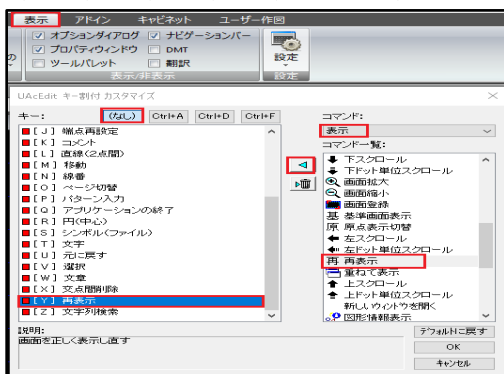 表示 アドイン キャビネット ユーザー作図
オプションダイアログ ナビゲーションバー
プロパティウィンドウ DMT
ツールパレット 翻訳
設定
の
表示/非表示 設定
UAcEdit キー割付 カスタマイズ
キー: (なし) Ctrl+A Ctrl+D Ctrl+F
コマンド:
表示
コマンド一覧:
[J] 端点再設定
[K] コメント
[L] 直線(2点間)
[M] 移動
[N] 線番
[O] ページ切替
[P] パターン入力
[Q] アプリケーションの終了
[R] 円(中心)
[S] シンボル(ファイル)
[T] 文字
[U] 元に戻す
[V] 選択
[W] 文章
[X] 交点間削除
[Y] 再表示
[Z] 文字列検索
下スクロール
下ドット単位スクロール
画面拡大
画面縮小
画面登録
基 基準画面表示
原 原点表示切替
左スクロール
左ドット単位スクロール
再 再表示
重ねて表示
上スクロール
上ドット単位スクロール
新しいウィンドウを開く
図形情報表示
説明:
画面を正しく表示し直す
デフォルトに戻す
OK
キャンセル